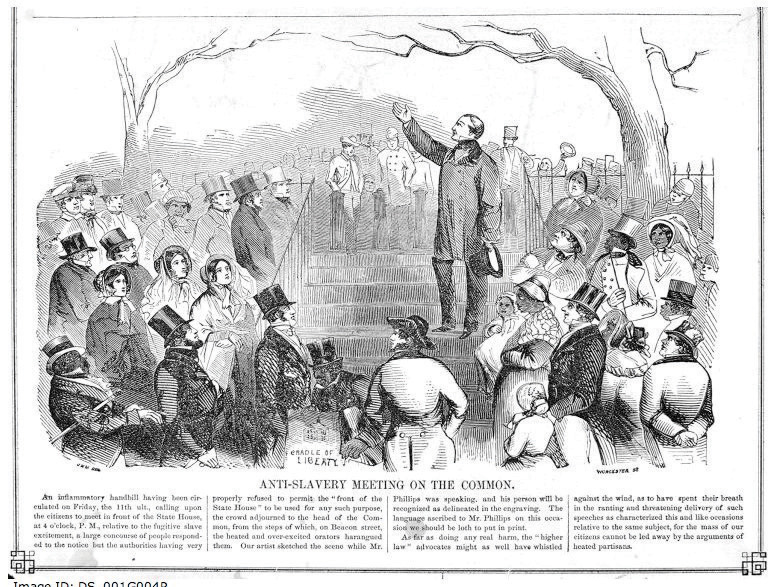 CRADLE OF
LIBERTY
WORCESTER SC
ANTI-SLAVERY MEETING ON THE COMMON.
An inflammatory handbill having been cir-
culated on Friday, the 11th ult., calling upon
the citizens to meet in front of the State House,
at 4 o'clock, P. M., relative to the fugitive slave
excitement, a large concourse of people respond-
ed to the notice but the authorities having very
properly refused to permit the "front of the
State House" to be used for any such purpose,
the crowd adjourned to the head of the Com-
mon, from the steps of which, on Beacon street,
the heated and over-excited orators harangued
them. Our artist sketched the scene while Mr.
Phillips was speaking, and his person will be
recognized as delineated in the engraving. The
language ascribed to Mr. Phillips on this occa-
sion we should be loth to put in print.
As far as doing any real harm, the "higher
law" advocates might as well have whistled
against the wind, as to have spent their breath
in the ranting and threatening delivery of such
speeches as characterized this and like occasions
relative to the same subject, for the mass of our
citizens cannot be led away by the arguments of
heated partisans.
Image ID: DS_001G004P